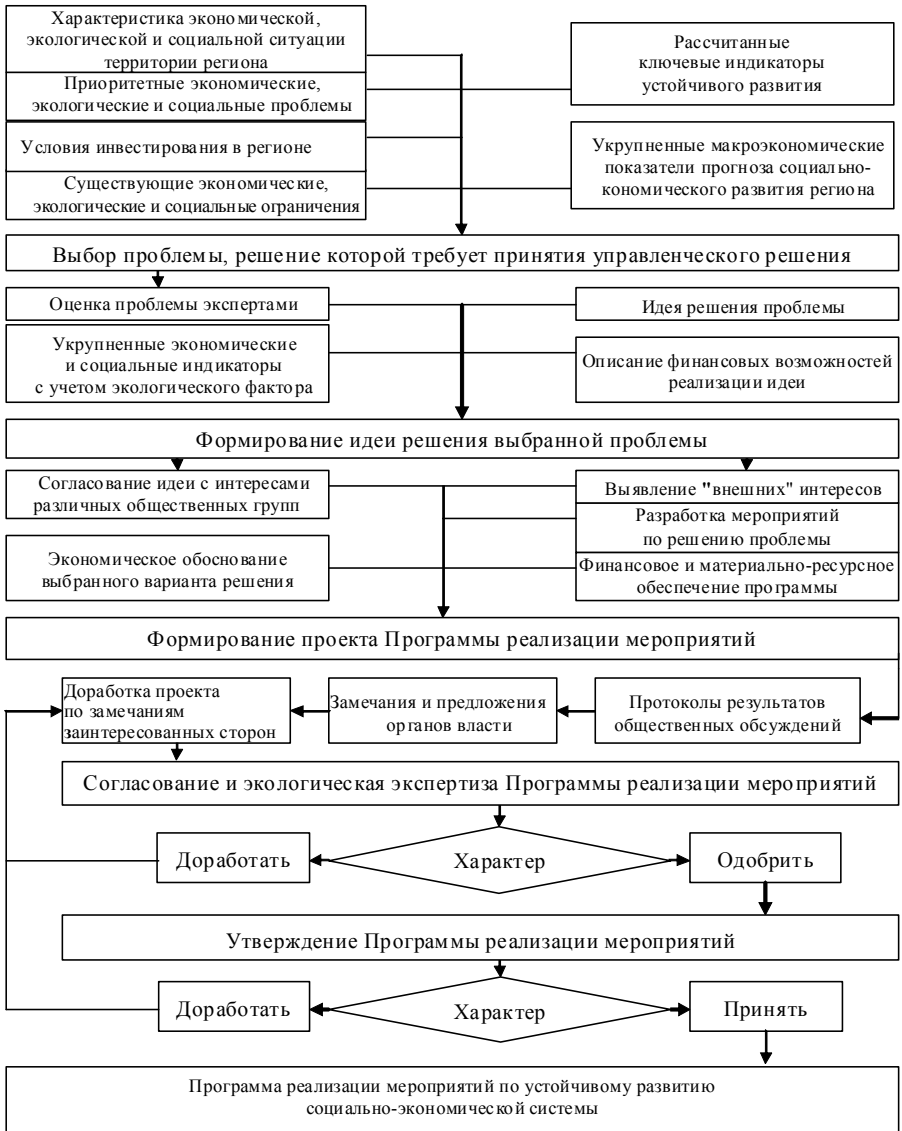 Характеристика экономической,
экологической и социальной ситуации
территории региона
Приоритетные экономические,
экологические и социальные проблемы
Условия инвестирования в регионе
Существующие экономические,
экологические и социальные ограничения
Рассчитанные
ключевые индикаторы
устойчивого развития
Укрупненные макроэкономические
показатели прогноза социально-
кономического развития региона
Выбор проблемы, решение которой требует принятия управленческого решения
Оценка проблемы экспертами
Идея решения проблемы
Укрупненные экономические
и социальные индикаторы
с учетом экологического фактора
Описание финансовых возможностей
реализации идеи
Формирование идеи решения выбранной проблемы
Согласование идеи с интересами
различных общественных групп
Экономическое обоснование
выбранного варианта решения
Выявление "внешних" интересов
Разработка мероприятий
по решению проблемы
Финансовое и материально-ресурсное
обеспечение программы
Формирование проекта Программы реализации мероприятий
Доработка проекта
по замечаниям
заинтересованных сторон
Замечания и предложения
органов власти
Протоколы результатов
общественных обсуждений
Согласование и экологическая экспертиза Программы реализации мероприятий
Доработать
Характер
Одобрить
Утверждение Программы реализации мероприятий
Доработать
Характер
Принять
Программа реализации мероприятий по устойчивому развитию
социально-экономической системы